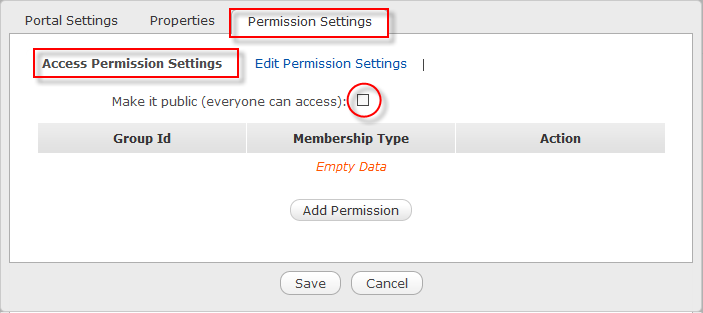 Portal Settings Properties Permission Settings
Access Permission Settings Edit Permission Settings |
Make it public (everyone can access):
Group Id Membership Type Action
Empty Data
Add Permission
Save Cancel